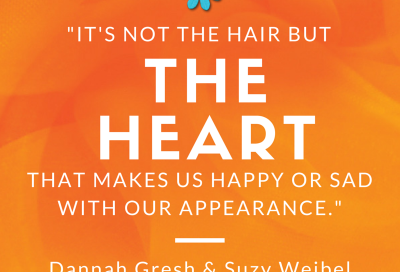 "IT'S NOT THE HAIR BUT
THE
HEART
THAT MAKES US HAPPY OR SAD
WITH OUR APPEARANCE."
Dannah Gresh & Suzy Weibel